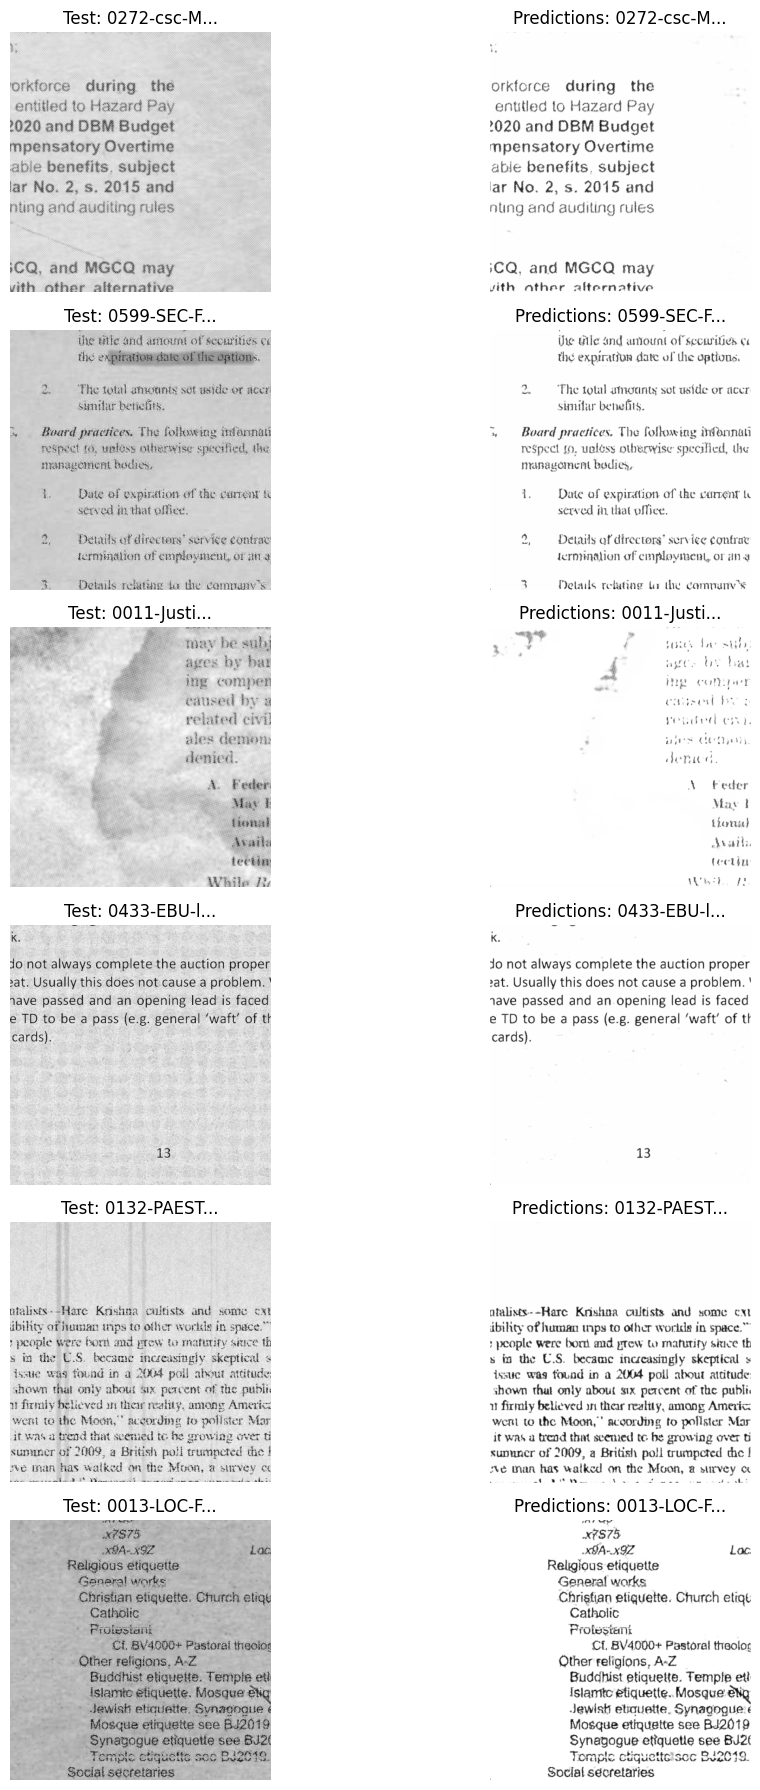 Test: 0272-csc-M...
orkforce during the
entitled to Hazard Pay
2020 and DBM Budget
mpensatory Overtime
able benefits, subject
lar No. 2, s. 2015 and
nting and auditing rules
CQ, and MGCQ may
with other alternative
Predictions: 0272-csc-M...
orkforce during the
entitled to Hazard Pay
2020 and DBM Budget
mpensatory Overtime
able benefits, subject
lar No. 2, s. 2015 and
nting and auditing rules
CQ, and MGCQ may
with other alternative
Test: 0599-SEC-F...
the title and amount of securities
the expiration date of the options.
2. The total amounts set aside or accr
similar benefits.
Board practices. The following informati
respect to, unless otherwise specified, the
management bodies.
1. Date of expiration of the current
served in that office.
2. Details of directors' service contrac
termination of employment, or an a
3. Details relating to the company's
Predictions: 0599-SEC-F...
the title and amount of securities
the expiration date of the options.
2. The total amounts set aside or accr
similar benefits.
Board practices. The following informati
respect to, unless otherwise specified, the
management bodies.
1. Date of expiration of the current
served in that office.
2. Details of directors' service contrac
termination of employment, or an a
3 Details relating to the company's
Test: 0011-Justi...
may be subj
ages by bar
ing compen
caused by a
related civil
ales demons
denied.
A. Feder
May
tional
Availa
tectin
While
Predictions: 0011-Justi...
may be subj
ages by bar
ing compen
caused by
related
ales demon
denied.
A Feder
May
tional
Availa
tectin
Test: 0433-EBU-l...
k.
do not always complete the auction proper
eat. Usually this does not cause a problem.
have passed and an opening lead is faced
e TD to be a pass (e.g. general 'waft' of th
cards).
13
Predictions: 0433-EBU-l...
k.
do not always complete the auction proper
eat. Usually this does not cause a problem.
have passed and an opening lead is faced
e TD to be a pass (e.g. general 'waft' of th
cards).
13
Test: 0132-PAEST...
ntalists--Hare Krishna cultists and some ext
ibility of human trips to other worlds in space."
people were born and grew to maturity since th
s in the U.S. became increasingly skeptical s
issue was found in a 2004 poll about attitude
shown that only about six percent of the publi
firmly believed in their reality, among Americ
went to the Moon," according to pollster Mar
it was a trend that seemed to be growing over ti
summer of 2009, a British poll trumpeted the
man has walked on the Moon, a survey
Predictions: 0132-PAEST...
ntalists--Hare Krishna cultists and some ext
ibility of human trips to other worlds in space."
people were born and grew to maturity since th
s in the U.S. became increasingly skeptical s
issue was found in a 2004 poll about attitude
shown that only about six percent of the publi
firmly believed in their reality, among Americ
went to the Moon," according to pollster Mar
it was a trend that seemed to be growing over ti
summer of 2009, a British poll trumpeted the
man has walked on the Moon, a survey
Test: 0013-LOC-F...
.x7S75
.x9A-.x9Z Loc
Religious etiquette
General works
Christian etiquette. Church etiqu
Catholic
Protestant
Cf. BV4000+ Pastoral theolog
Other religions, A-Z
Buddhist etiquette. Temple eti
Islamic etiquette. Mosque etiq
Jewish etiquette. Synagogue e
Mosque etiquette see BJ2019
Synagogue etiquette see BJ20
Temple etiquette see BJ2019.
Social secretaries
Predictions: 0013-LOC-F...
.x7S75
.x9A-.x9Z Loc
Religious etiquette
General works
Christian etiquette. Church etiqu
Catholic
Protestant
Cf. BV4000+ Pastoral theolog
Other religions, A-Z
Buddhist etiquette. Temple eti
Islamic etiquette. Mosque etiq
Jewish etiquette. Synagogue e
Mosque etiquette see BJ2019
Synagogue etiquette see BJ20
Temple etiquette see BJ2019.
Social secretaries